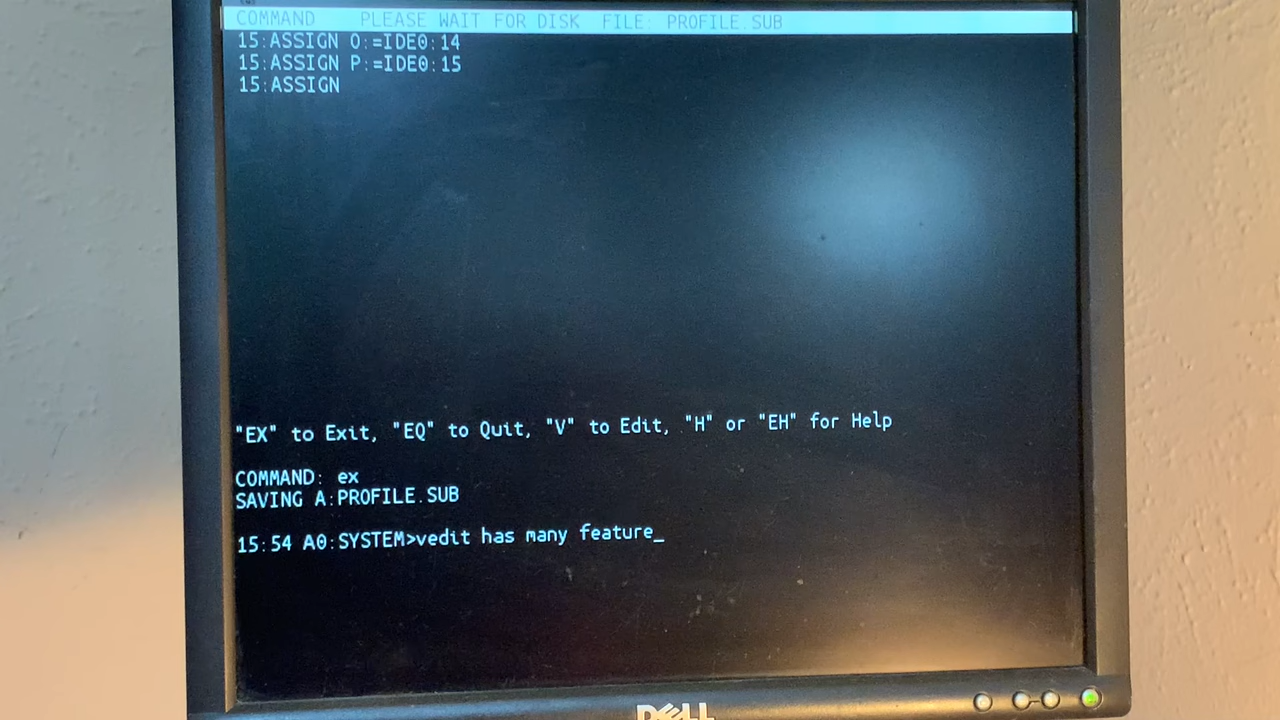 COMMAND PLEASE WAIT FOR DISK FILE: PROFILE.SUB
15:ASSIGN O:=IDE0:14
15:ASSIGN P:=IDE0:15
15:ASSIGN
"EX" to Exit, "EQ" to Quit, "V" to Edit, "H" or "EH" for Help
COMMAND: ex
SAVING A:PROFILE.SUB
15:54 A0:SYSTEM>vedit has many feature_
DELL